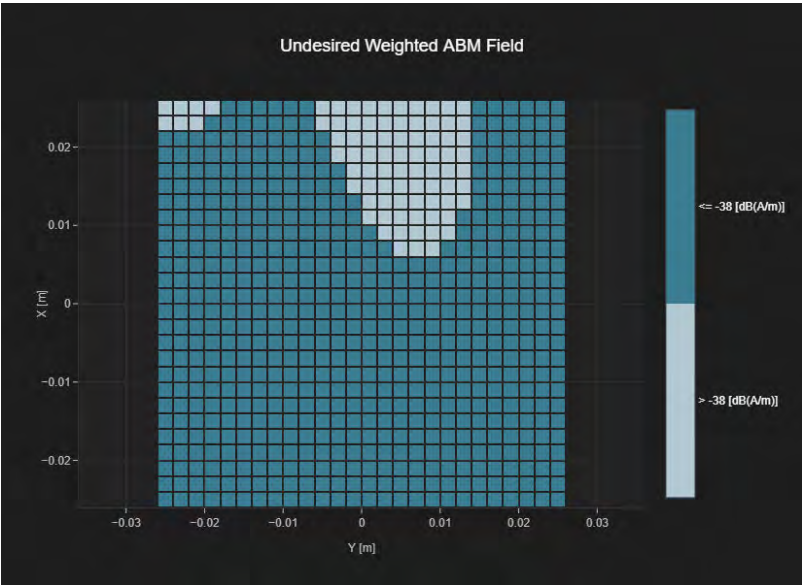 Undesired Weighted ABM Field
0.02
0.01
0
−0.01
−0.02
X [m]
−0.03
−0.02
−0.01
0
0.01
0.02
0.03
Y [m]
<= -38 [dB(A/m)]
> -38 [dB(A/m)]